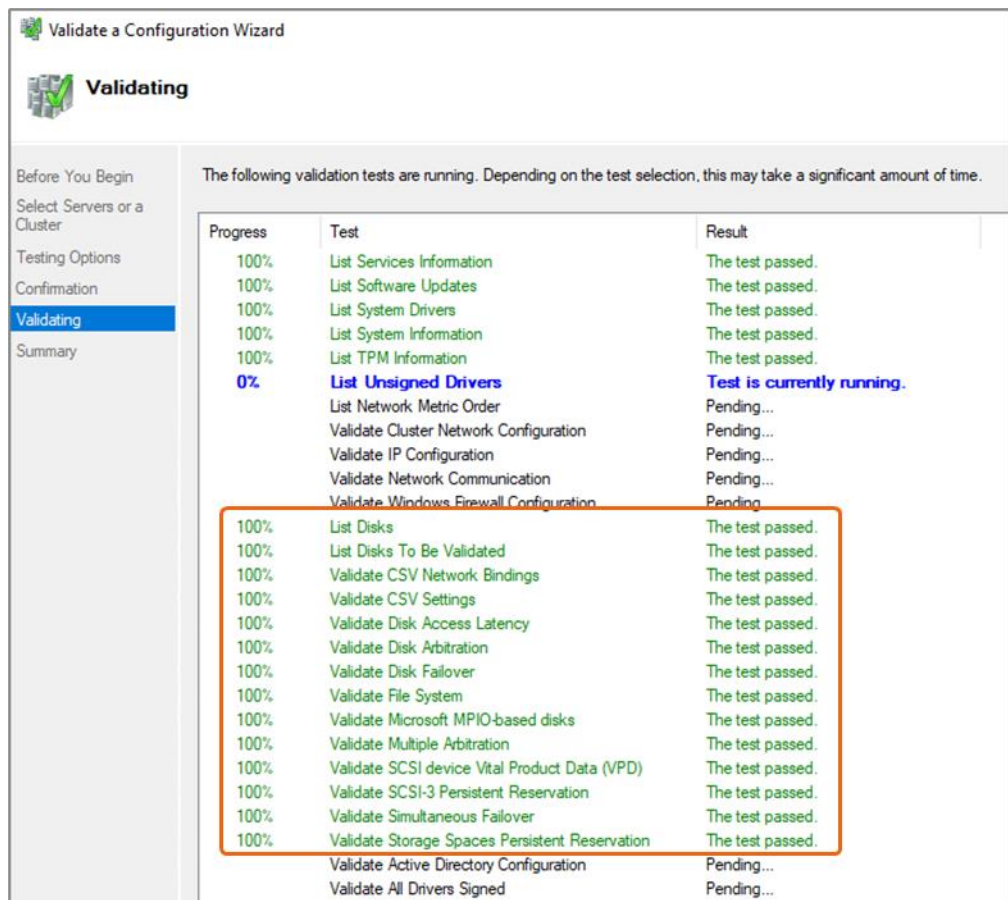 Validate a Configuration Wizard
Validating
Before You Begin
Select Servers or a
Cluster
Testing Options
Confirmation
Validating
Summary
The following validation tests are running. Depending on the test selection, this may take a significant amount of time.
Progress Test Result
100% List Services Information The test passed.
100% List Software Updates The test passed.
100% List System Drivers The test passed.
100% List System Information The test passed.
100% List TPM Information The test passed.
0% List Unsigned Drivers Test is currently running.
List Network Metric Order Pending...
Validate Cluster Network Configuration Pending...
Validate IP Configuration Pending...
Validate Network Communication Pending...
Validate Windows Firewall Configuration Pending
100% List Disks The test passed.
100% List Disks To Be Validated The test passed.
100% Validate CSV Network Bindings The test passed.
100% Validate CSV Settings The test passed.
100% Validate Disk Access Latency The test passed.
100% Validate Disk Arbitration The test passed.
100% Validate Disk Failover The test passed.
100% Validate File System The test passed.
100% Validate Microsoft MPIO-based disks The test passed.
100% Validate Multiple Arbitration The test passed.
100% Validate SCSI device Vital Product Data (VPD) The test passed.
100% Validate SCSI-3 Persistent Reservation The test passed.
100% Validate Simultaneous Failover The test passed.
100% Validate Storage Spaces Persistent Reservation The test passed.
Validate Active Directory Configuration Pending...
Validate All Drivers Signed Pending...